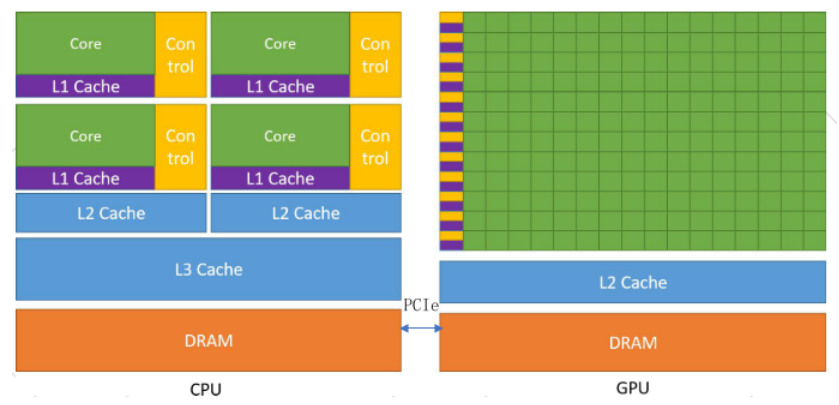 Core
Con
trol
L1 Cache
Core
Con
trol
L1 Cache
Core
Con
trol
L1 Cache
Core
Con
trol
L1 Cache
L2 Cache
L2 Cache
L3 Cache
DRAM
CPU
PCIe
L2 Cache
DRAM
GPU